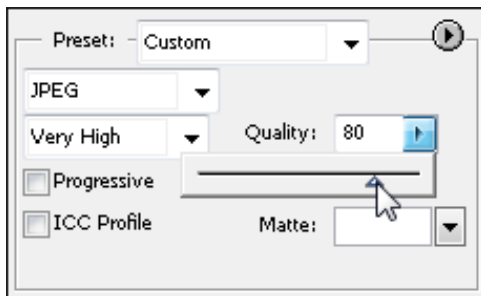 Preset: Custom
JPEG
Very High Quality: 80
Progressive
ICC Profile Matte: